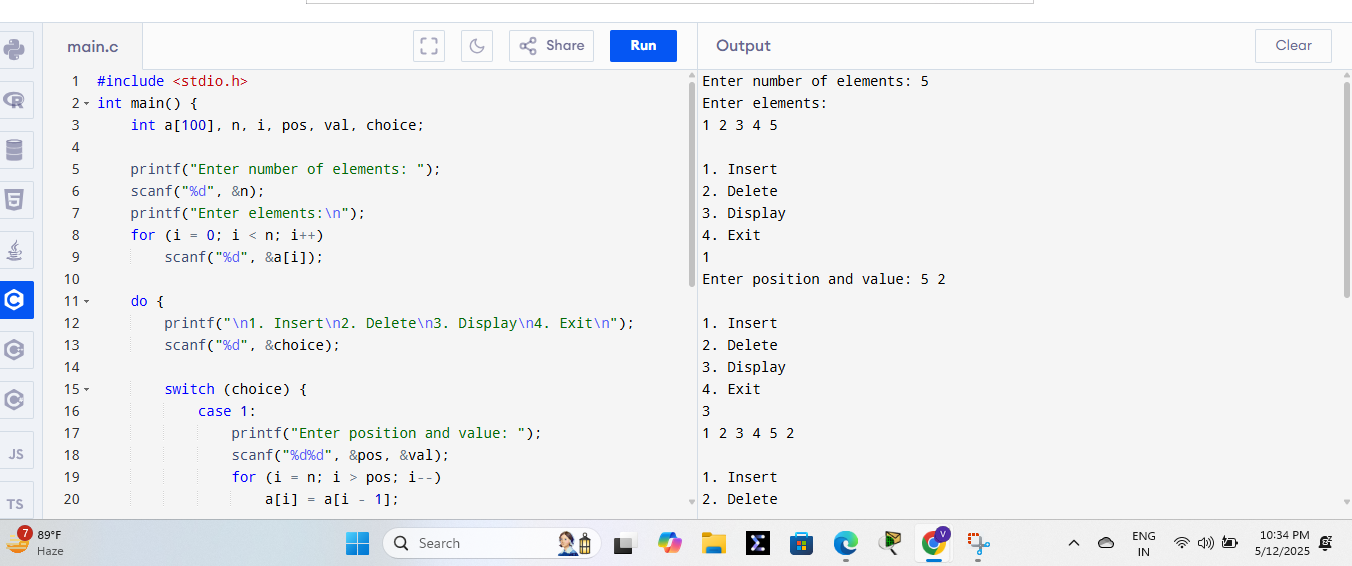 main.c
Share
Run
Output
Clear
1 #include <stdio.h>
2 int main() {
3 int a[100], n, i, pos, val, choice;
4
5 printf("Enter number of elements: ");
6 scanf("%d", &n);
7 printf("Enter elements:\n");
8 for (i = 0; i < n; i++)
9 scanf("%d", &a[i]);
10
11 do {
12 printf("\n1. Insert\n2. Delete\n3. Display\n4. Exit\n");
13 scanf("%d", &choice);
14
15 switch (choice) {
16 case 1:
17 printf("Enter position and value: ");
18 scanf("%d%d", &pos, &val);
19 for (i = n; i > pos; i--)
20 a[i] = a[i - 1];
Enter number of elements: 5
Enter elements:
1 2 3 4 5
1. Insert
2. Delete
3. Display
4. Exit
1
Enter position and value: 5 2
1. Insert
2. Delete
3. Display
4. Exit
3
1 2 3 4 5 2
1. Insert
2. Delete
R
5
C
JS
TS
7
89°F
Haze
Search
V
ENG
IN
10:34 PM
5/12/2025